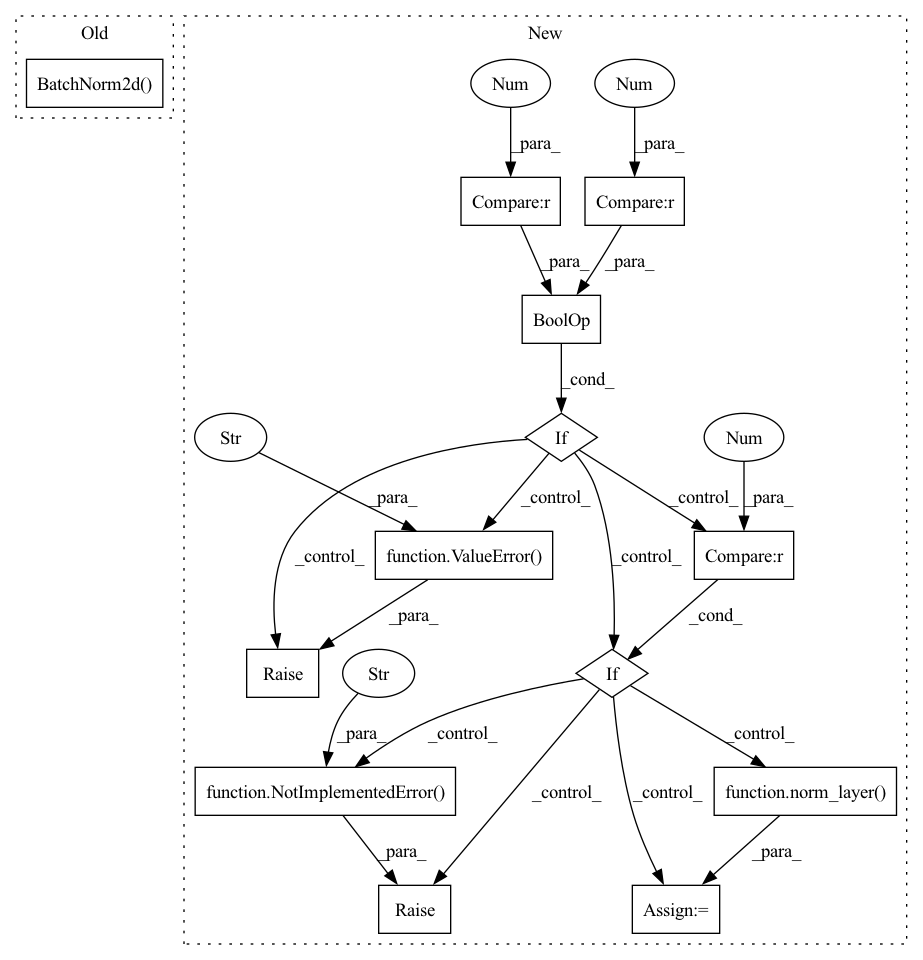 Old
New
BatchNorm2d()
Num
Num
_para_
_para_
Compare:r
Compare:r
_para_
_para_
BoolOp
_cond_
Str
If
Num
_para_
_control_
_control_
_para_
_control_
function.ValueError()
_control_
Compare:r
_para_
_cond_
Raise
Str
If
_para_
_control_
_control_
function.NotImplementedError()
_control_
_control_
function.norm_layer()
_para_
_para_
Raise
Assign:=